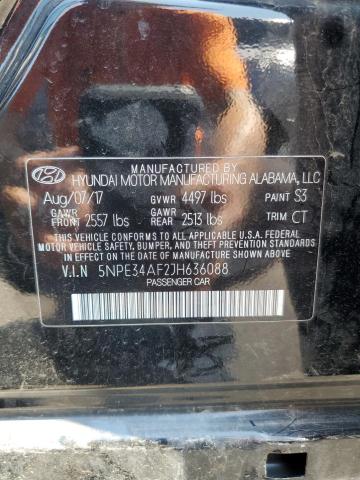 MANUFACTURED BY
HYUNDAI MOTOR MANUFACTURING ALABAMA, LLC
Aug/07/17 GVWR 4497 lbs PAINT S3
GAWR FRONT 2557 lbs GAWR REAR 2513 lbs TRIM CT
THIS VEHICLE CONFORMS TO ALL APPLICABLE U.S.A. FEDERAL
MOTOR VEHICLE SAFETY, BUMPER, AND THEFT PREVENTION STANDARDS
IN EFFECT ON THE DATE OF MANUFACTURE SHOWN ABOVE.
V.I.N 5NPE34AF2JH636088
PASSENGER CAR